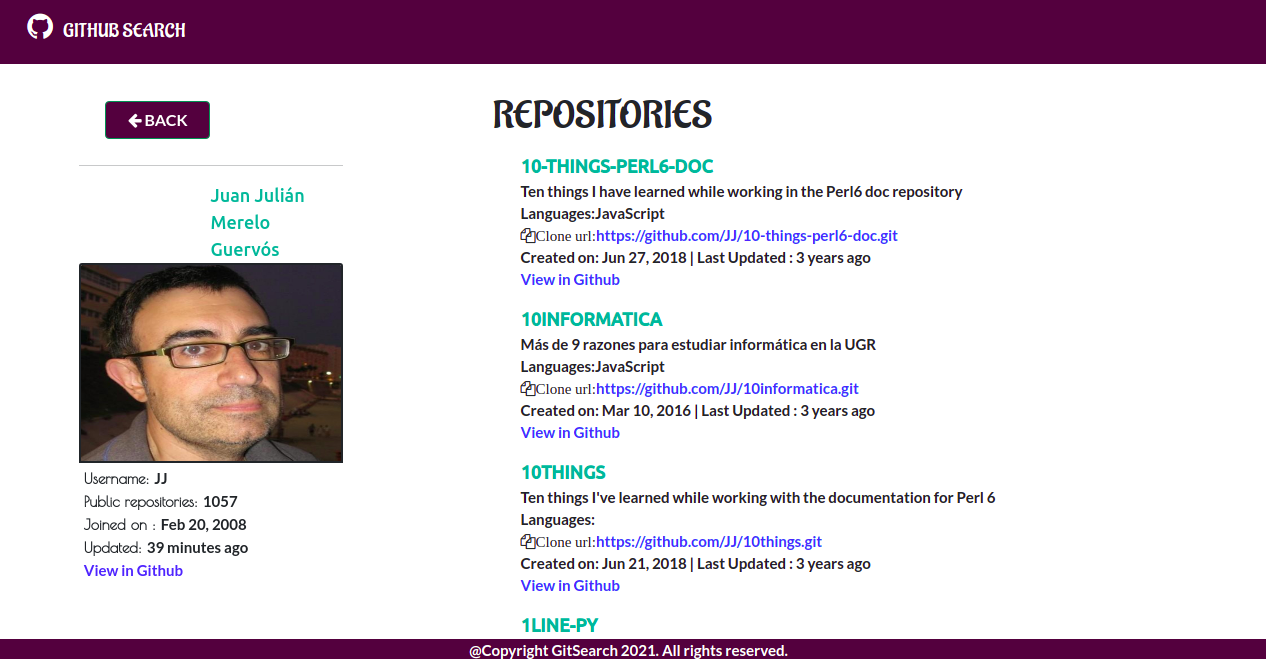 GITHUB SEARCH
BACK
Juan Julián
Merelo
Guervós
Username: JJ
Public repositories: 1057
Joined on : Feb 20, 2008
Updated: 39 minutes ago
View in Github
REPOSITORIES
10-THINGS-PERL6-DOC
Ten things I have learned while working in the Perl6 doc repository
Languages:JavaScript
Clone url:https://github.com/JJ/10-things-perl6-doc.git
Created on: Jun 27, 2018 | Last Updated : 3 years ago
View in Github
10INFORMATICA
Más de 9 razones para estudiar informática en la UGR
Languages:JavaScript
Clone url:https://github.com/JJ/10informatica.git
Created on: Mar 10, 2016 | Last Updated : 3 years ago
View in Github
10THINGS
Ten things I've learned while working with the documentation for Perl 6
Languages:
Clone url:https://github.com/JJ/10things.git
Created on: Jun 21, 2018 | Last Updated : 3 years ago
View in Github
1LINE-PY
@Copyright GitSearch 2021. All rights reserved.